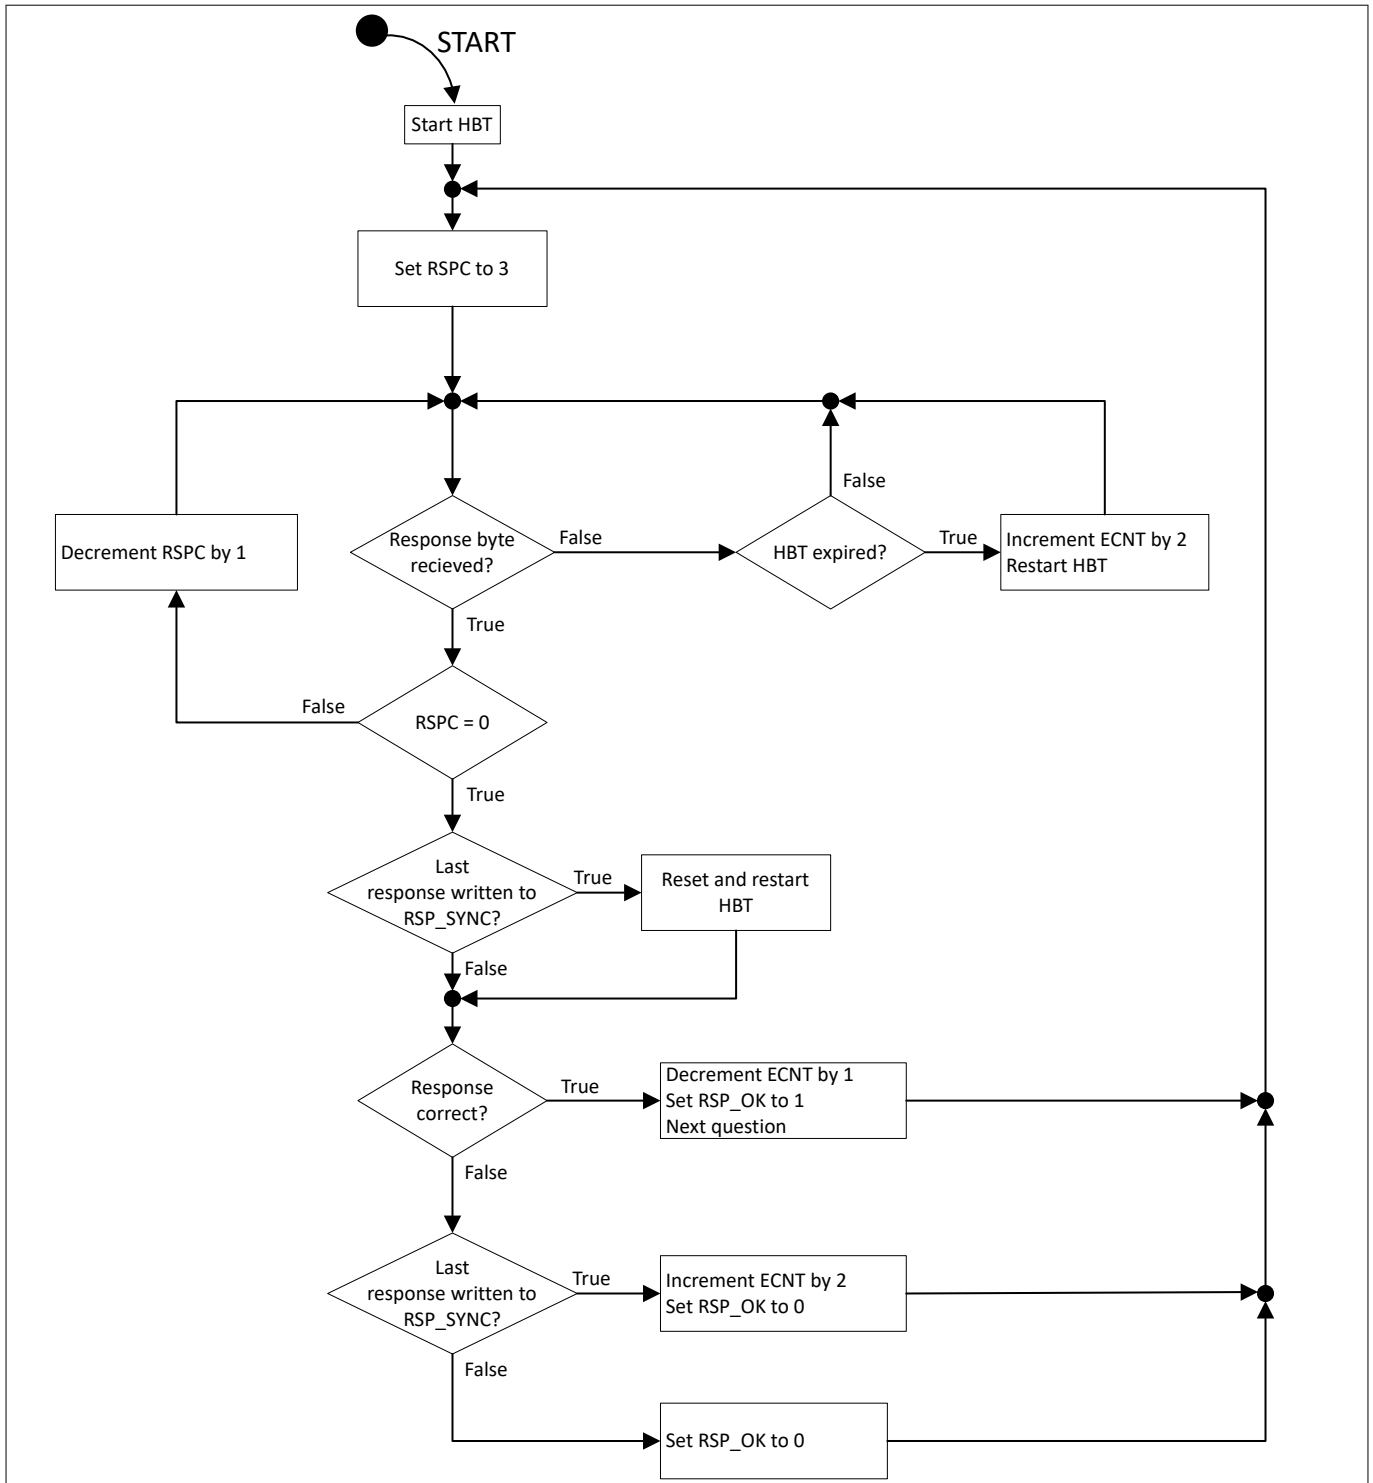 START
Start HBT
Set RSPC to 3
False
Decrement RSPC by 1
Response byte
recieved?
False
HBT expired?
True
Increment ECNT by 2
Restart HBT
True
False
RSPC = 0
True
Last
response written to
RSP_SYNC?
True
Reset and restart
HBT
False
Response
correct?
True
Decrement ECNT by 1
Set RSP_OK to 1
Next question
False
Last
response written to
RSP_SYNC?
True
Increment ECNT by 2
Set RSP_OK to 0
False
Set RSP_OK to 0